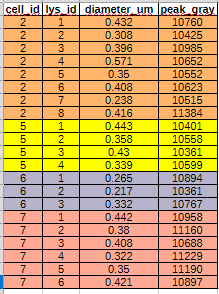 cell_id lys_id diameter_um peak_gray
2 1 0.432 10760
2 2 0.308 10425
2 3 0.396 10985
2 4 0.571 10652
2 5 0.35 10552
2 6 0.408 10623
2 7 0.238 10515
2 8 0.416 11384
5 1 0.443 10401
5 2 0.358 10558
5 3 0.43 10361
5 4 0.339 10599
6 1 0.265 10894
6 2 0.217 10361
6 3 0.332 10767
7 1 0.442 10958
7 2 0.38 11160
7 3 0.408 10688
7 4 0.322 11229
7 5 0.35 11190
7 6 0.421 10897